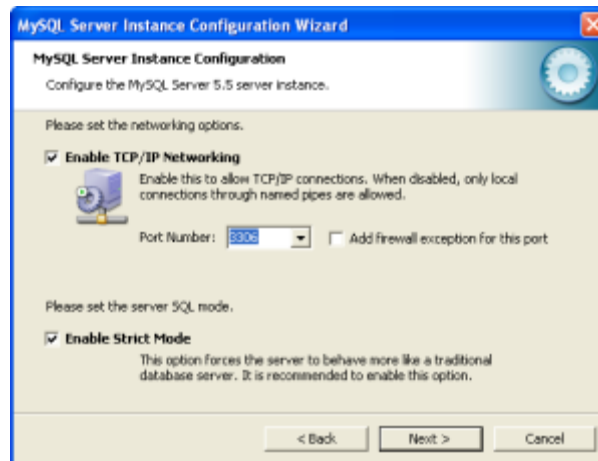 MySQL Server Instance Configuration Wizard
MySQL Server Instance Configuration
Configure the MySQL Server 5.5 server instance.
Please set the networking options.
Enable TCP/IP Networking
Enable this to allow TCP/IP connections. When disabled, only local
connections through named pipes are allowed.
Port Number: 3306 Add firewall exception for this port
Please set the server SQL mode.
Enable Strict Mode
This option forces the server to behave more like a traditional
database server. It is recommended to enable this option.
< Back Next > Cancel